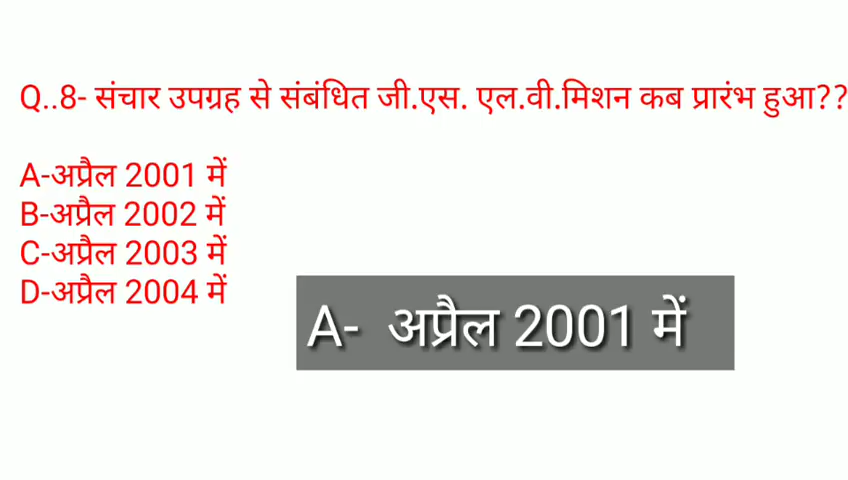 Q..8- संचार उपग्रह से संबंधित जी.एस. एल.वी.मिशन कब प्रारंभ हुआ??
A-अप्रैल 2001 में
B-अप्रैल 2002 में
C-अप्रैल 2003 में
D-अप्रैल 2004 में
A- अप्रैल 2001 में